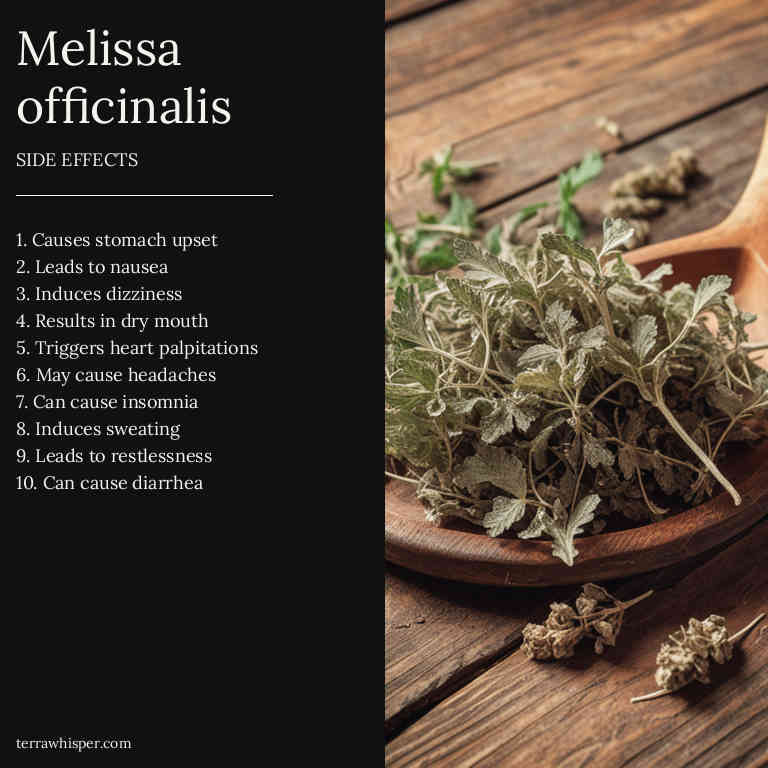 Melissa
officinalis
SIDE EFFECTS
1. Causes stomach upset
2. Leads to nausea
3. Induces dizziness
4. Results in dry mouth
5. Triggers heart palpitations
6. May cause headaches
7. Can cause insomnia
8. Induces sweating
9. Leads to restlessness
10. Can cause diarrhea
terrawhisper.com